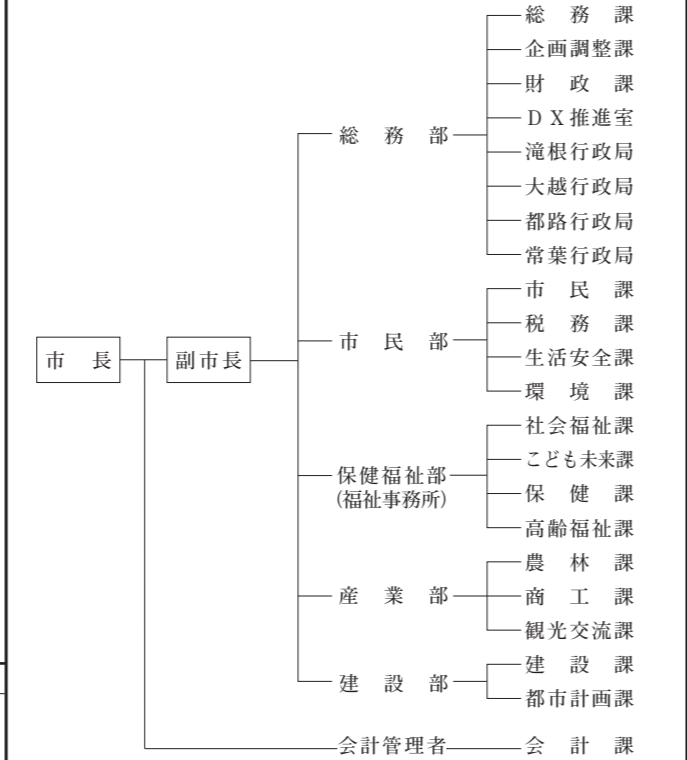 市長
副市長
総務部
総務課
企画調整課
財政課
ＤＸ推進室
滝根行政局
大越行政局
都路行政局
常葉行政局
市民部
市民課
税務課
生活安全課
環境課
保健福祉部
(福祉事務所)
社会福祉課
こども未来課
保健課
高齢福祉課
産業部
農林課
商工課
観光交流課
建設部
建設課
都市計画課
会計管理者
会計課